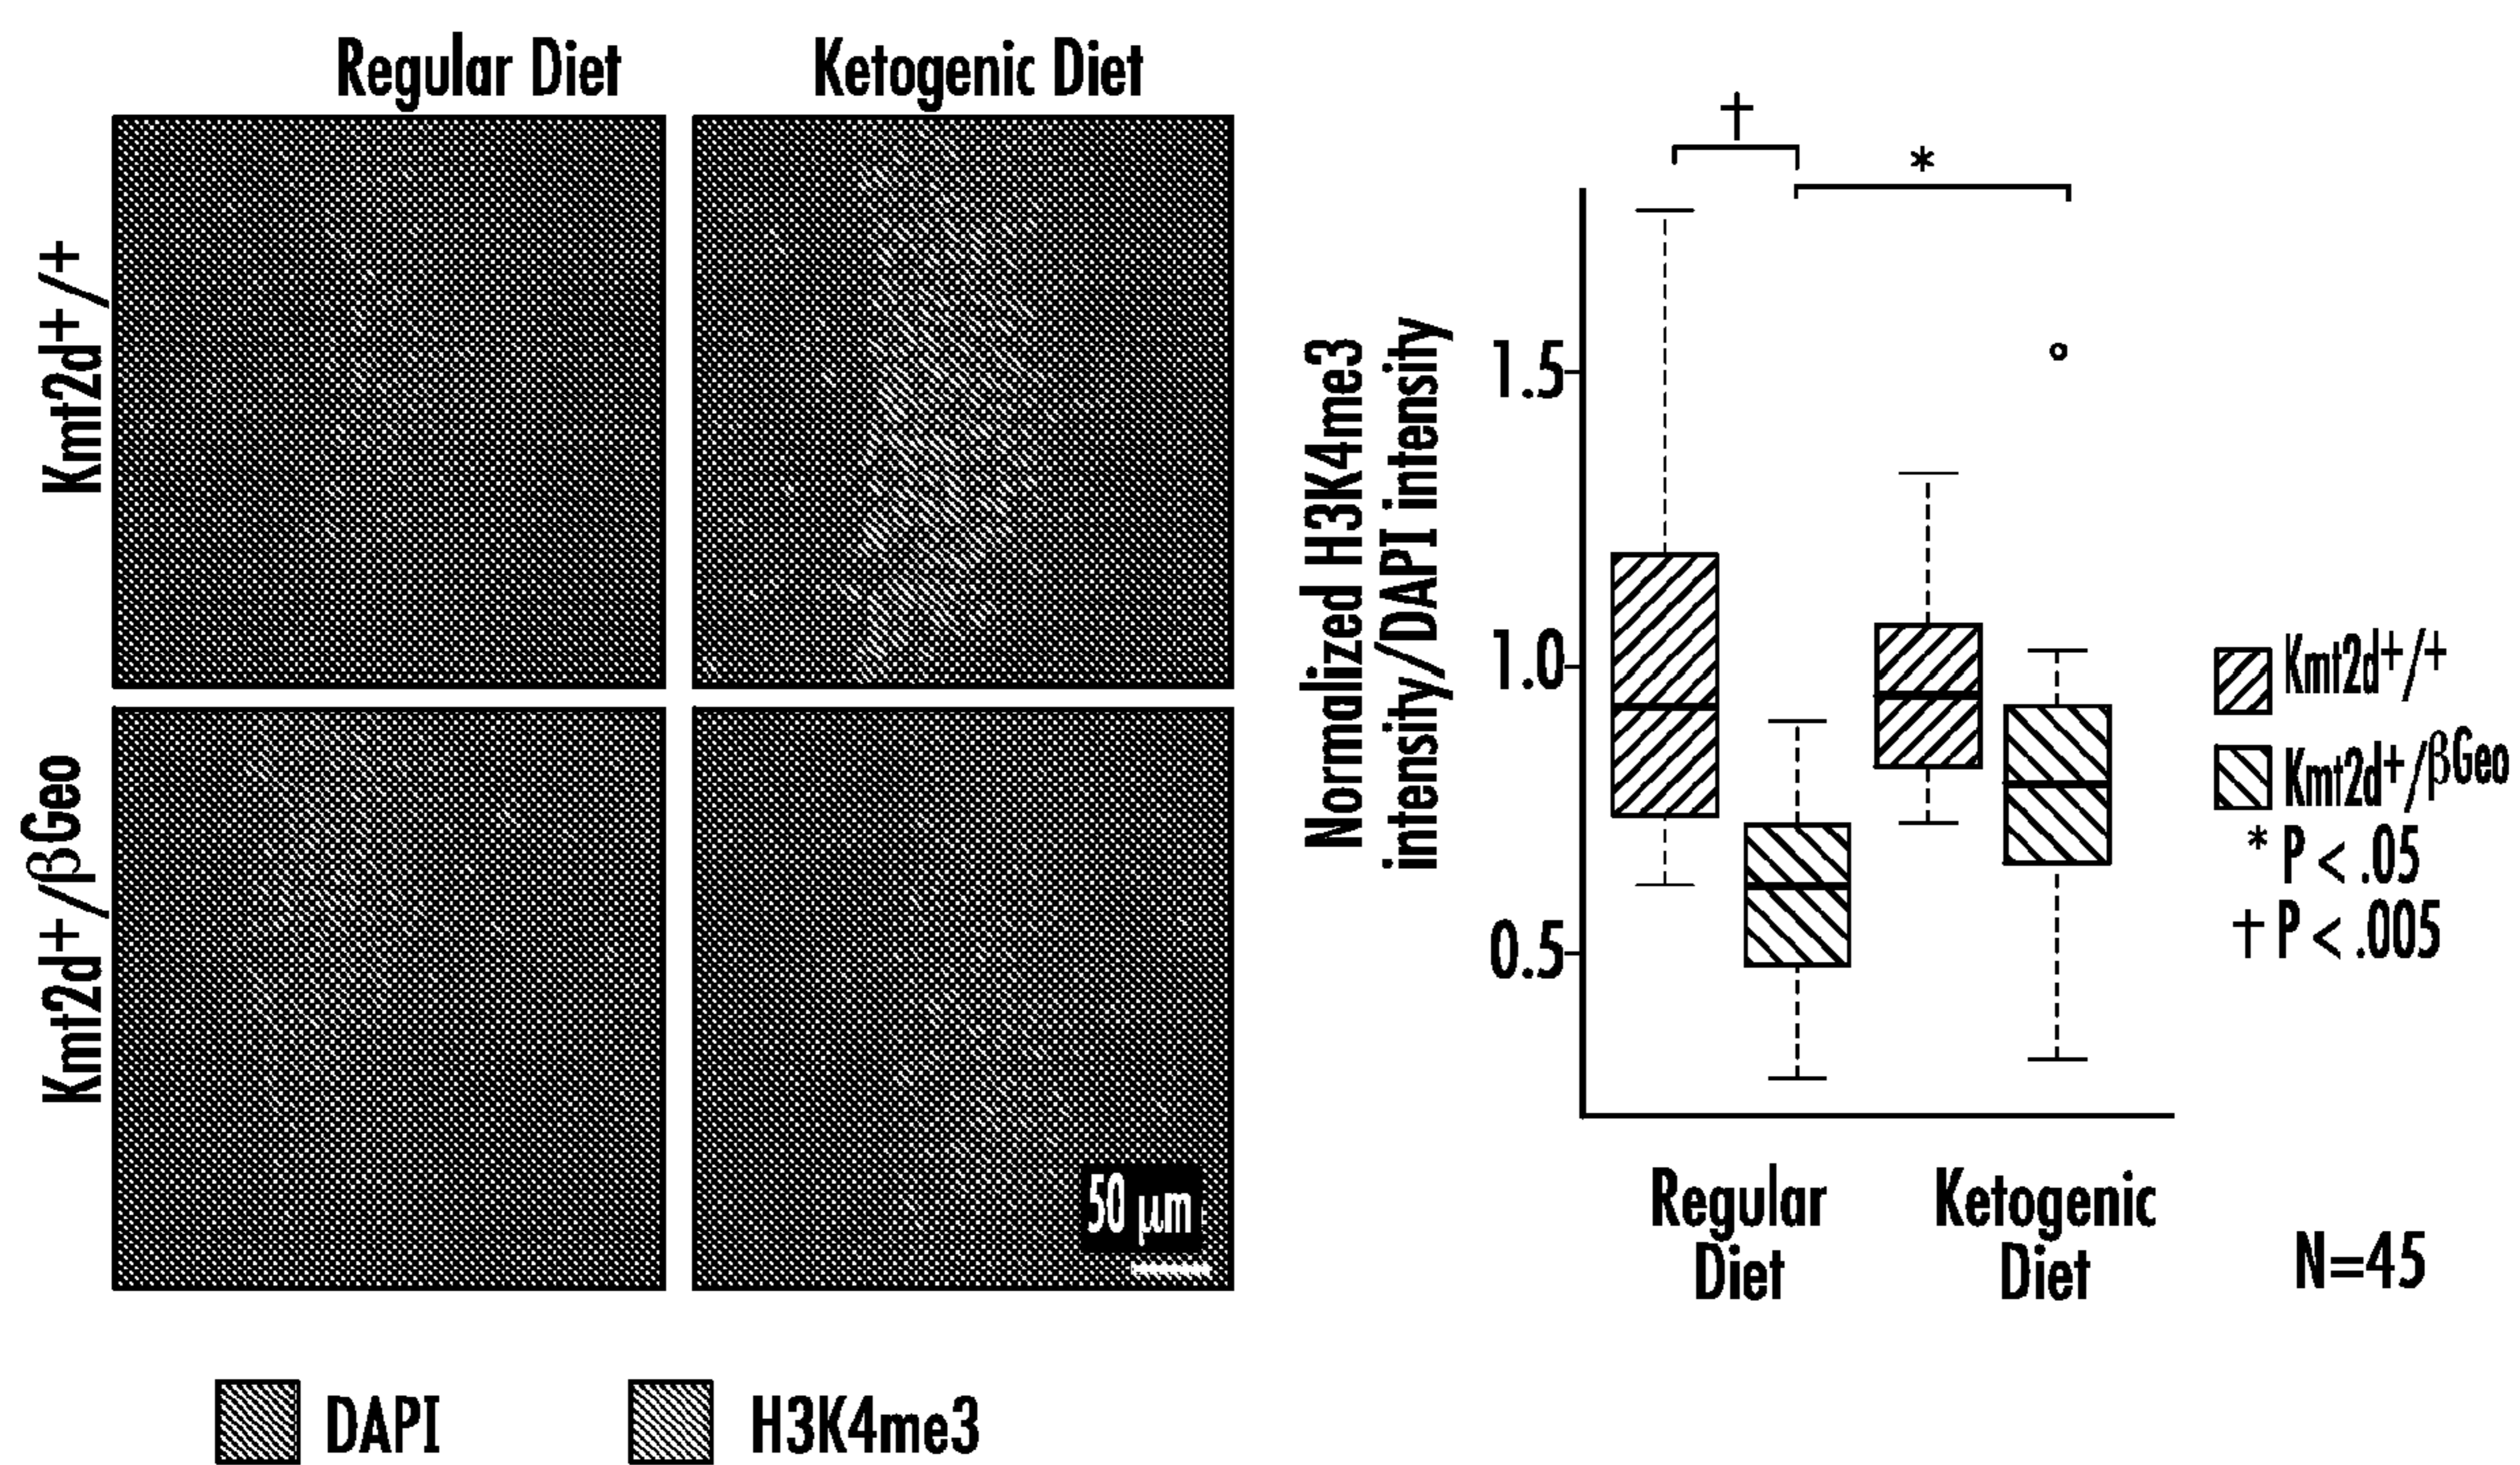 Regular Diet
Ketogenic Diet
Kmt2d+/+
Kmt2d+/βGeo
50 µm
DAPI
H3K4me3
†
*
Normalized H3K4me3
intensity/DAPI intensity
1.5
1.0
0.5
Regular
Diet
Ketogenic
Diet
Kmt2d+/+
Kmt2d+/βGeo
* P < .05
† P < .005
N=45